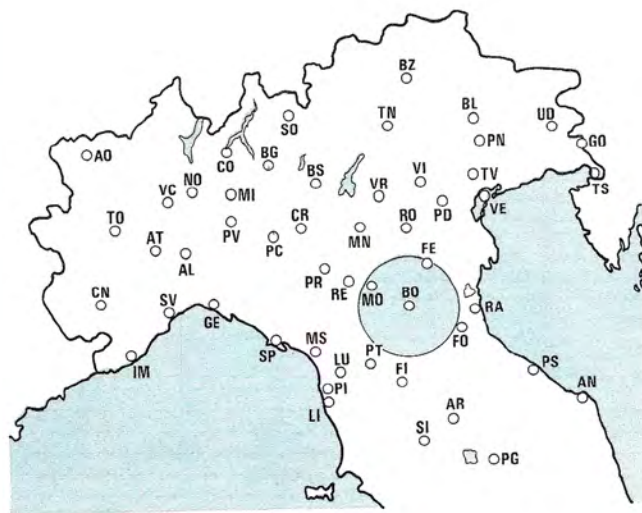 BZ
SO
TN
BL
UD
PN
GO
AO
CO
BG
BS
VI
TV
TS
NO
VC
MI
VR
PD
VE
TO
PV
CR
MN
RO
AT
PC
AL
FE
PR
RE
MO
BO
CN
SV
GE
RA
FO
SP
MS
IM
LU
PT
FI
PS
PI
LI
AN
AR
SI
PG